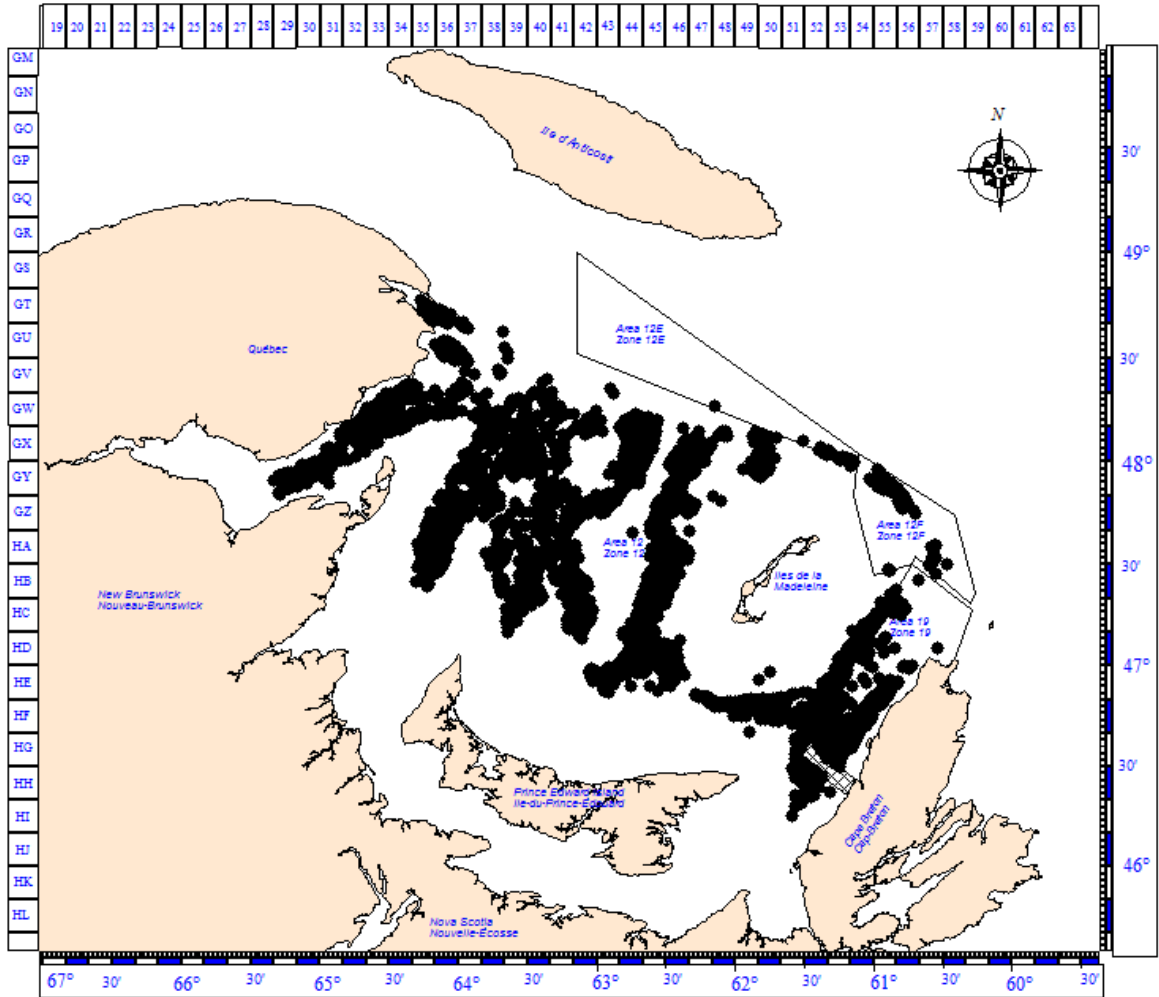 19 20 21 22 23 24 25 26 27 28 29 30 31 32 33 34 35 36 37 38 39 40 41 42 43 44 45 46 47 48 49 50 51 52 53 54 55 56 57 58 59 60 61 62 63
GM
GN
GO
GP
GQ
GR
GS
GT
GU
GV
GW
GX
GY
GZ
HA
HB
HC
HD
HE
HF
HG
HH
HI
HJ
HK
HL
N
Ile d'Anticosti
Area 12E
Zone 12E
Québec
Area 12F
Zone 12F
Area 12
Zone 12
Iles de la
Madeleine
New Brunswick
Nouveau-Brunswick
Area 19
Zone 19
Prince Edward Island
Ile-du-Prince-Edouard
Cape Breton
Cap-Breton
Nova Scotia
Nouvelle-Écosse
30'
49°
30'
48°
30'
47°
30'
46°
67° 30' 66° 30' 65° 30' 64° 30' 63° 30' 62° 30' 61° 30' 60° 30'